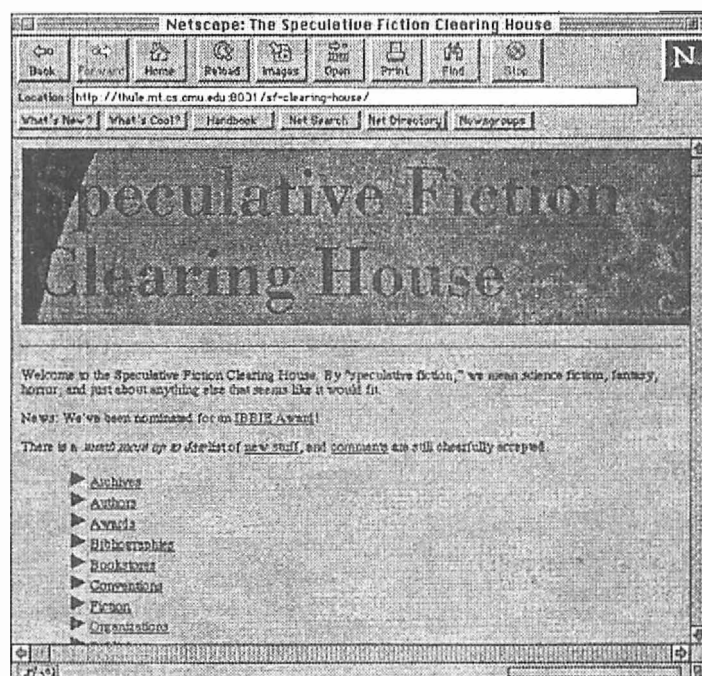 Netscape: The Speculative Fiction Clearing House
Back Forward Home Reload Images Open Print Find Stop
N
Location: http://thule.mt.cs.cmu.edu:8001/sf-clearing-house/
What's New? What's Cool? Handbook Net Search Net Directory Newsgroups
Speculative Fiction
Clearing House
Welcome to the Speculative Fiction Clearing House. By "speculative fiction," we mean science fiction, fantasy,
horror, and just about anything else that seems like it would fit.
News: We've been nominated for an IBBIE Award!
There is a list of new stuff, and comments are still cheerfully accepted.
Archives
Authors
Awards
Bibliographies
Bookstores
Conventions
Fiction
Organizations